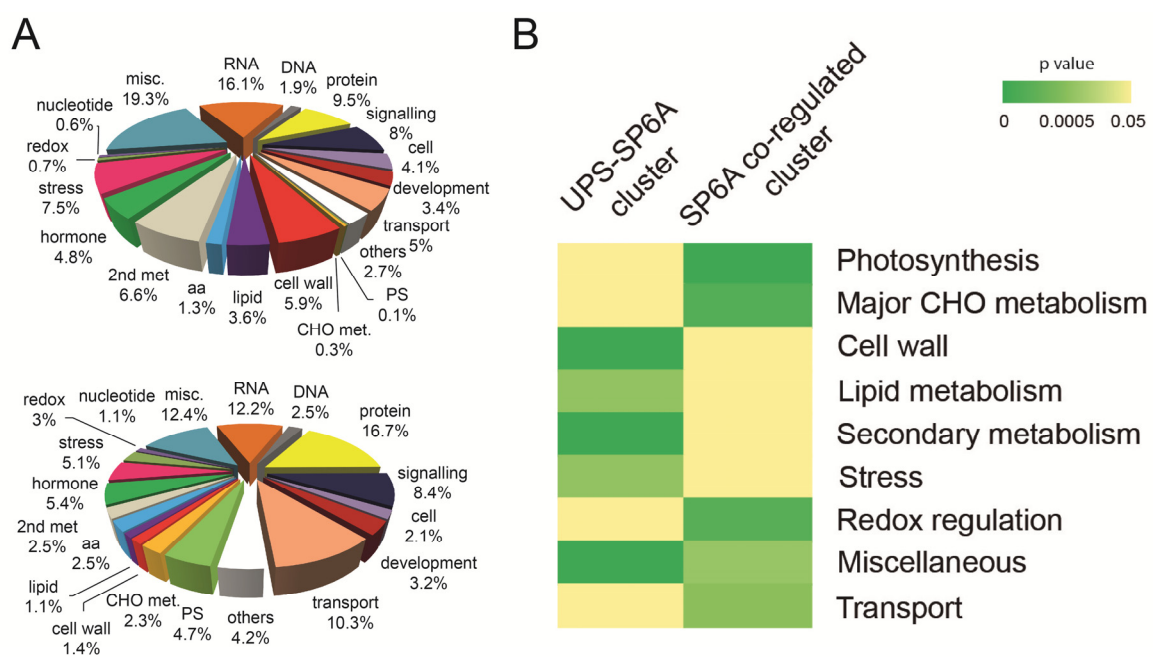 A
RNA
16.1%
DNA
1.9%
protein
9.5%
signalling
8%
cell
4.1%
development
3.4%
transport
5%
others
2.7%
PS
0.1%
CHO met.
0.3%
cell wall
5.9%
lipid
3.6%
aa
1.3%
2nd met
6.6%
hormone
4.8%
stress
7.5%
redox
0.7%
nucleotide
0.6%
misc.
19.3%
RNA
12.2%
DNA
2.5%
protein
16.7%
signalling
8.4%
cell
2.1%
development
3.2%
transport
10.3%
others
4.2%
PS
4.7%
CHO met.
2.3%
cell wall
1.4%
lipid
1.1%
aa
2.5%
2nd met
2.5%
hormone
5.4%
stress
5.1%
redox
3%
nucleotide
1.1%
misc.
12.4%
B
UPS-SP6A
cluster
SP6A co-regulated
cluster
p value
0 0.0005 0.05
Photosynthesis
Major CHO metabolism
Cell wall
Lipid metabolism
Secondary metabolism
Stress
Redox regulation
Miscellaneous
Transport